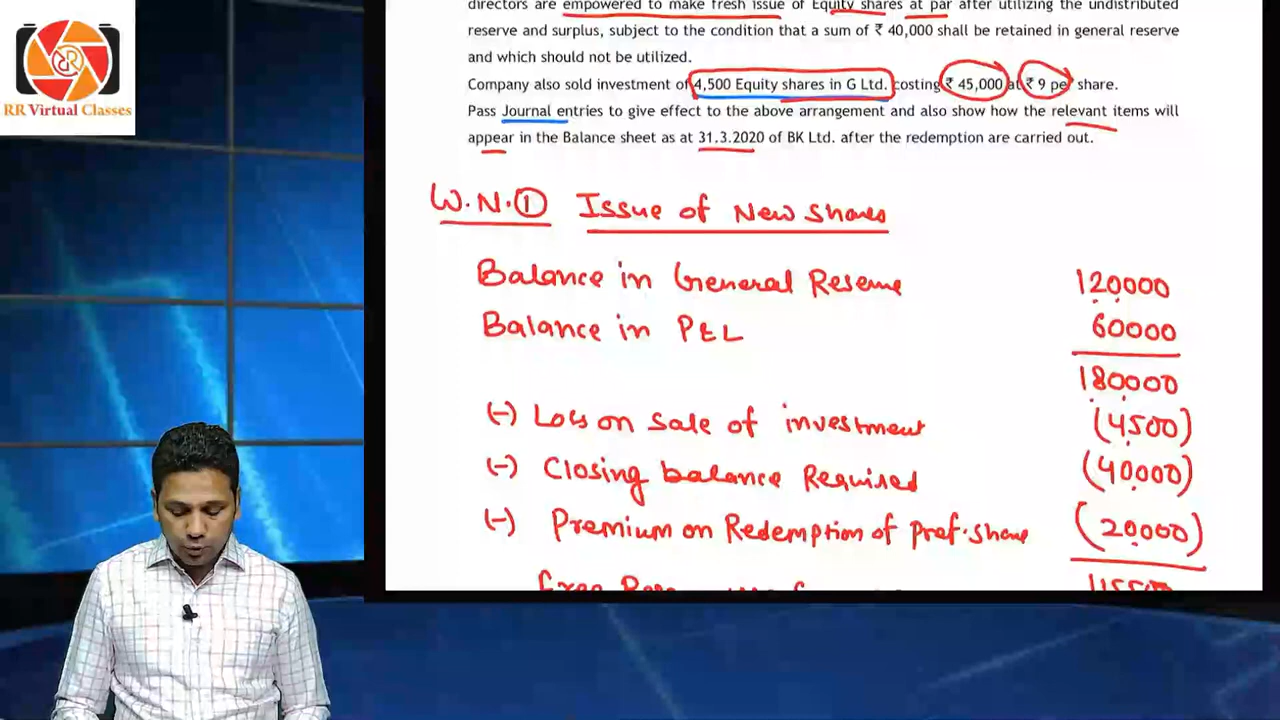 RR Virtual Classes
directors are empowered to make fresh issue of Equity shares at par after utilizing the undistributed
reserve and surplus, subject to the condition that a sum of ₹ 40,000 shall be retained in general reserve
and which should not be utilized.
Company also sold investment of 4,500 Equity shares in G Ltd. costing ₹ 45,000 at ₹ 9 per share.
Pass Journal entries to give effect to the above arrangement and also show how the relevant items will
appear in the Balance sheet as at 31.3.2020 of BK Ltd. after the redemption are carried out.
W.N.① Issue of New Shares
Balance in General Reserve 120000
Balance in P&L 60000
180000
(-) Loss on sale of investment (4,500)
(-) Closing balance Required (40,000)
(-) Premium on Redemption of Pref. share (20,000)